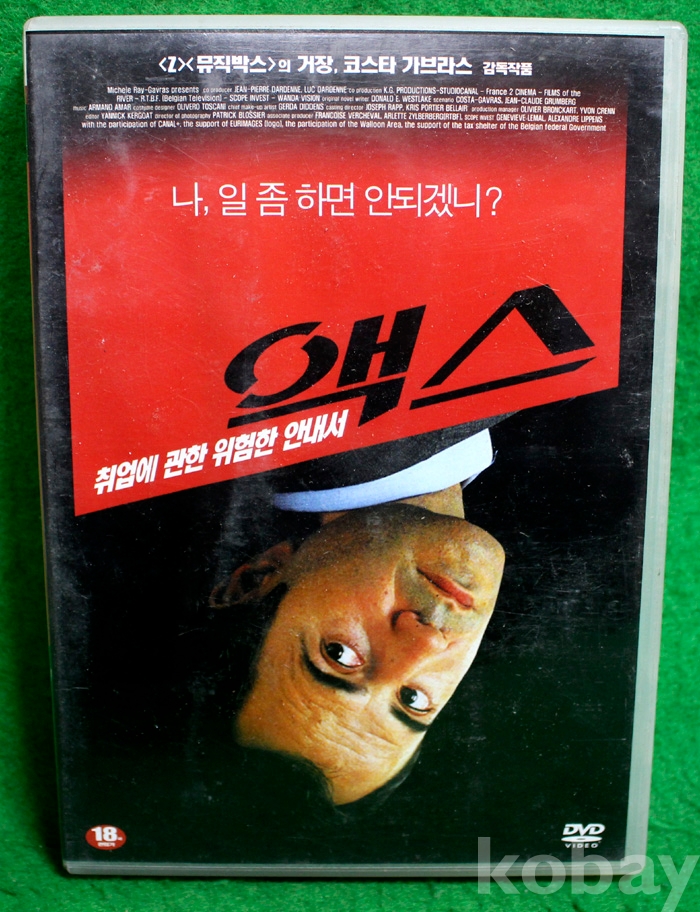 <Z><뮤직박스>의 거장, 코스타 가브라스 감독작품
Michele Ray-Gavras presents co producer JEAN-PIERRE DARDENNE, LUC DARDENNE co production K.G. PRODUCTIONS-STUDIOCANAL - France 2 CINEMA - FILMS of the
RIVER - R.T.B.F. (Belgian Television) - SCOPE INVEST - WANDA VISION original novel writer DONALD E. WESTLAKE scenario COSTA-GAVRAS, JEAN-CLAUDE GRUMBERG
music ARMAND AMAR costume designer OLIVERO TOSCANI chief make-up artist GERDA DIDDENS casting director JOSEPH RAPP, KRIS PORTIER BELLAIR production manager OLIVIER BRONCKART, YVON CRENN
editor YANNICK KERGOAT director of photography PATRICK BLOSSIER associate producer FRANCOISE VERCHEVAL, ARLETTE ZYLBERBERG(RTBF), SCOPE INVEST GENEVIEVE-LEMAL, ALEXANDRE LIPPENS
with the participation of CANAL+, the support of EURIMAGES (logo), the participation of the Walloon Area, the support of the tax shelter of the Belgian federal Government
나, 일 좀 하면 안되겠니?
액스
취업에 관한 위험한 안내서
18
DVD
VIDEO
kobay